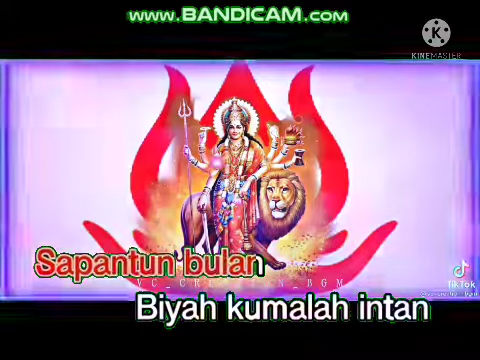 www.BANDICAM.com
KINEMASTER
Sapantun bulan
Biyah kumalah intan
TikTok